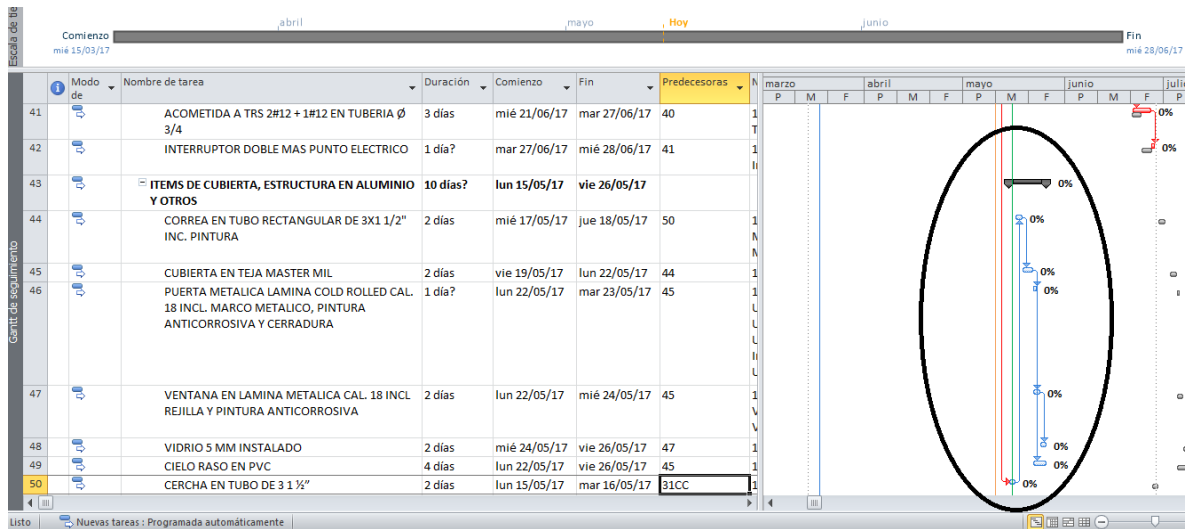 Escala de tie
abril mayo Hoy junio
Comienzo Fin
mié 15/03/17 mié 28/06/17
Modo de Nombre de tarea Duración Comienzo Fin Predecesoras N
marzo abril mayo junio julio
P M F P M F P M F P M F P
41 ACOMETIDA A TRS 2#12 + 1#12 EN TUBERIA Ø 3 días mié 21/06/17 mar 27/06/17 40 1 0%
3/4 T
42 INTERRUPTOR DOBLE MAS PUNTO ELECTRICO 1 día? mar 27/06/17 mié 28/06/17 41 1 0%
43 ITEMS DE CUBIERTA, ESTRUCTURA EN ALUMINIO 10 días? lun 15/05/17 vie 26/05/17 0%
Y OTROS
44 CORREA EN TUBO RECTANGULAR DE 3X1 1/2" 2 días mié 17/05/17 jue 18/05/17 50 1 0%
INC. PINTURA
45 CUBIERTA EN TEJA MASTER MIL 2 días vie 19/05/17 lun 22/05/17 44 1 0%
46 PUERTA METALICA LAMINA COLD ROLLED CAL. 1 día? lun 22/05/17 mar 23/05/17 45 1 0%
18 INCL. MARCO METALICO, PINTURA
ANTICORROSIVA Y CERRADURA
47 VENTANA EN LAMINA METALICA CAL. 18 INCL 2 días lun 22/05/17 mié 24/05/17 45 1 0%
REJILLA Y PINTURA ANTICORROSIVA
48 VIDRIO 5 MM INSTALADO 2 días mié 24/05/17 vie 26/05/17 47 1 0%
49 CIELO RASO EN PVC 4 días lun 22/05/17 vie 26/05/17 45 1 0%
50 CERCHA EN TUBO DE 3 1 ½” 2 días lun 15/05/17 mar 16/05/17 31CC 1 0%
Gantt de seguimiento
Listo Nuevas tareas : Programada automáticamente